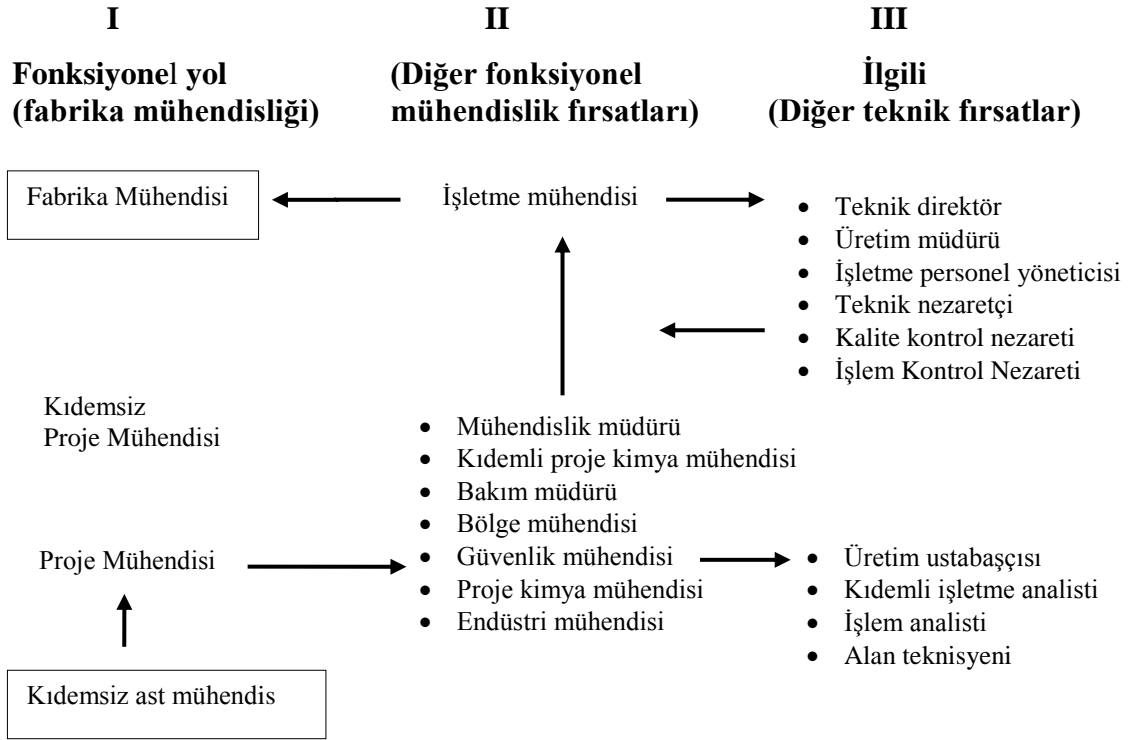 I
II
III
Fonksiyonel yol
(fabrika mühendisliği)
(Diğer fonksiyonel
mühendislik fırsatları)
İlgili
(Diğer teknik fırsatlar)
Fabrika Mühendisi
İşletme mühendisi
• Teknik direktör
• Üretim müdürü
• İşletme personel yöneticisi
• Teknik nezaretçi
• Kalite kontrol nezareti
• İşlem Kontrol Nezareti
Kıdemsiz
Proje Mühendisi
• Mühendislik müdürü
• Kıdemli proje kimya mühendisi
• Bakım müdürü
• Bölge mühendisi
• Güvenlik mühendisi
• Proje kimya mühendisi
• Endüstri mühendisi
Proje Mühendisi
• Üretim ustabaşçısı
• Kıdemli işletme analisti
• İşlem analisti
• Alan teknisyeni
Kıdemsiz ast mühendis